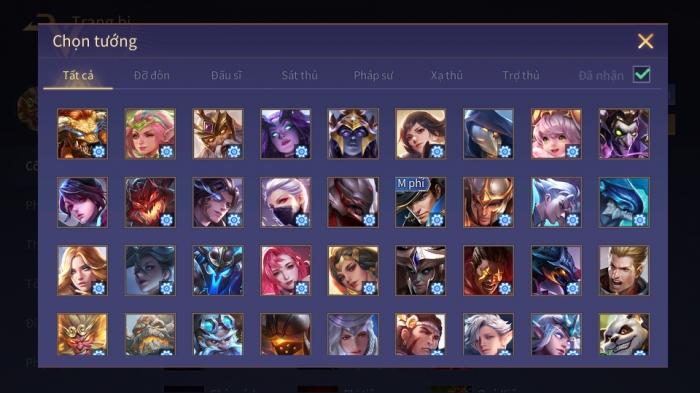 Trang bị
Chọn tướng
Tất cả Đỡ đòn Đấu sĩ Sát thủ Pháp sư Xạ thủ Trợ thủ Đã nhận
M phí